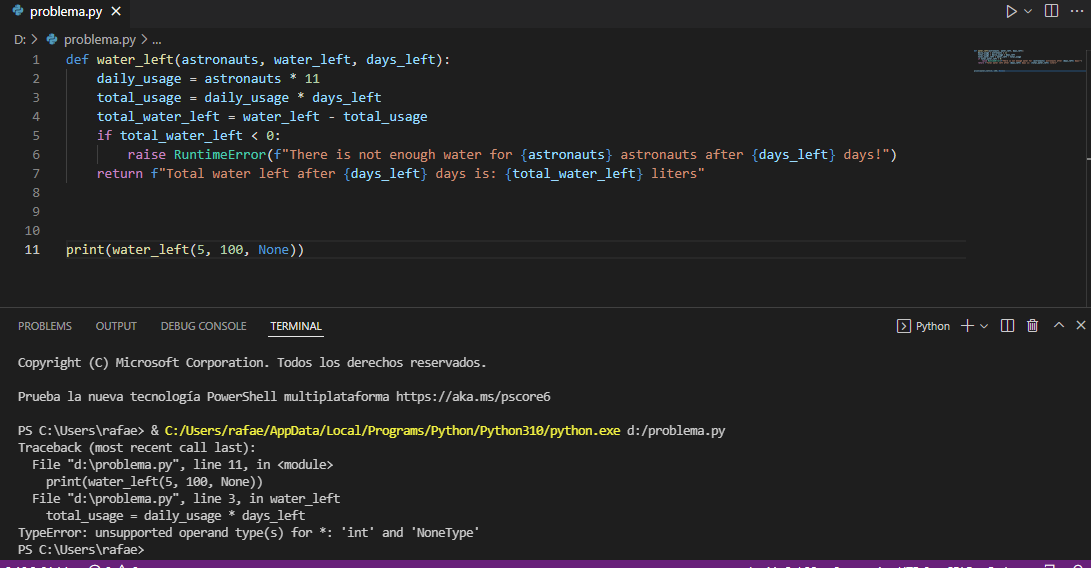 problema.py
D: > problema.py > ...
1 def water_left(astronauts, water_left, days_left):
2     daily_usage = astronauts * 11
3     total_usage = daily_usage * days_left
4     total_water_left = water_left - total_usage
5     if total_water_left < 0:
6         raise RuntimeError(f"There is not enough water for {astronauts} astronauts after {days_left} days!")
7     return f"Total water left after {days_left} days is: {total_water_left} liters"
8
9
10
11 print(water_left(5, 100, None))
PROBLEMS OUTPUT DEBUG CONSOLE TERMINAL Python
Copyright (C) Microsoft Corporation. Todos los derechos reservados.
Prueba la nueva tecnología PowerShell multiplataforma https://aka.ms/pscore6
PS C:\Users\rafae> & C:/Users/rafae/AppData/Local/Programs/Python/Python310/python.exe d:/problema.py
Traceback (most recent call last):
  File "d:\problema.py", line 11, in <module>
    print(water_left(5, 100, None))
  File "d:\problema.py", line 3, in water_left
    total_usage = daily_usage * days_left
TypeError: unsupported operand type(s) for *: 'int' and 'NoneType'
PS C:\Users\rafae>